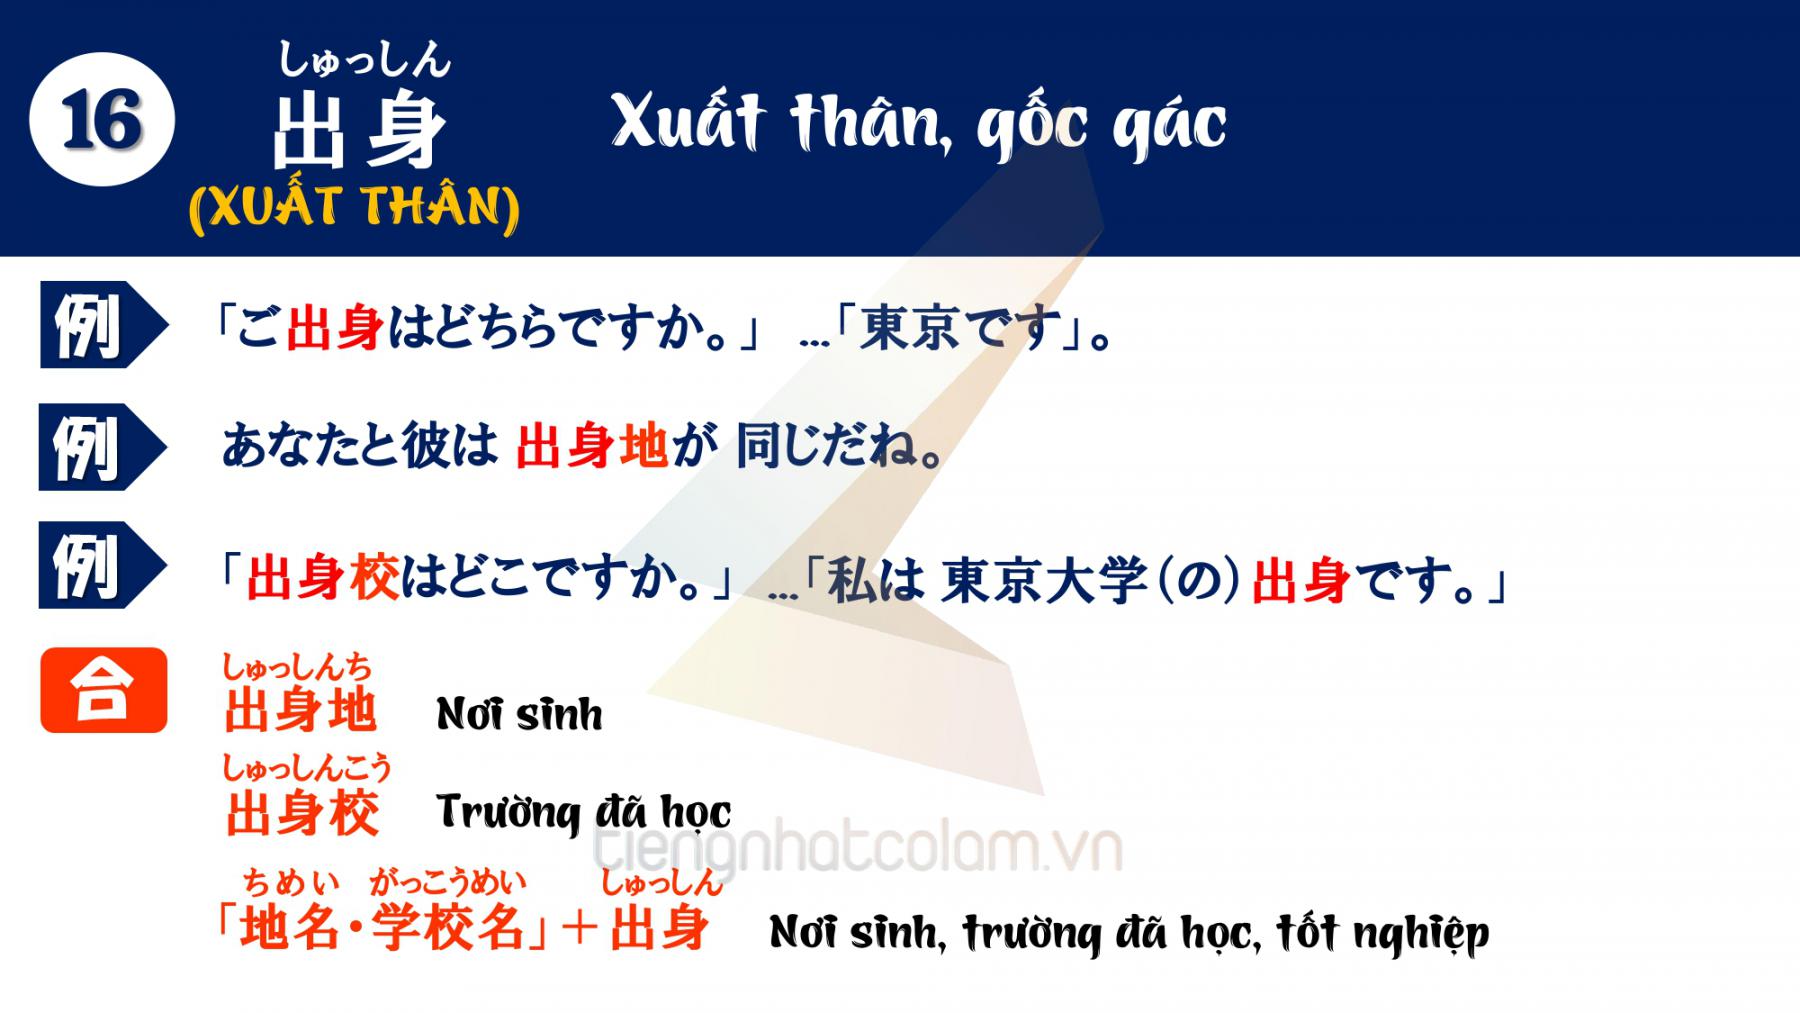 16
しゅっしん
出身
(XUẤT THÂN)
Xuất thân, gốc gác
例
「ご出身はどちらですか。」 ...「東京です」。
例
あなたと彼は 出身地が 同じだね。
例
「出身校はどこですか。」 ...「私は 東京大学(の)出身です。」
合
しゅっしんち
出身地 Nơi sinh
しゅっしんこう
出身校 Trường đã học
tiengnhatcolam.vn
ちめい がっこうめい しゅっしん
「地名・学校名」+出身 Nơi sinh, trường đã học, tốt nghiệp